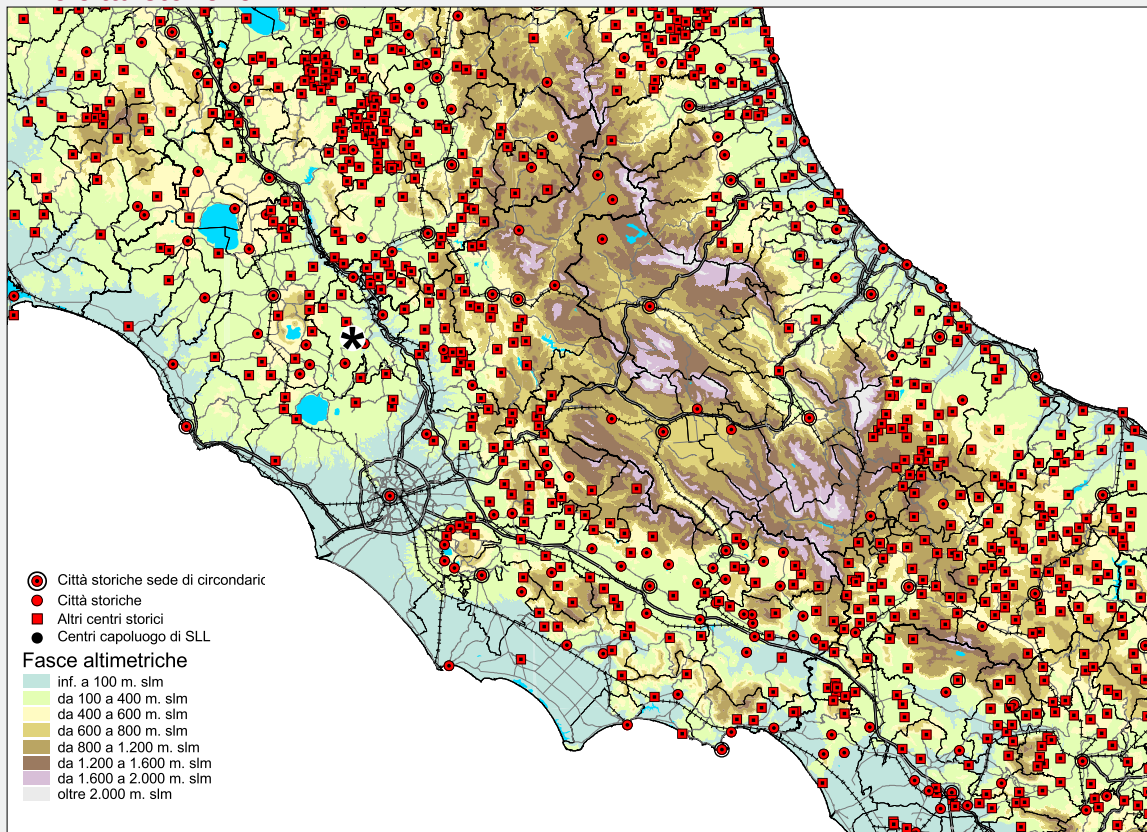 Città storiche sede di circondario
Città storiche
Altri centri storici
Centri capoluogo di SLL
Fasce altimetriche
inf. a 100 m. slm
da 100 a 400 m. slm
da 400 a 600 m. slm
da 600 a 800 m. slm
da 800 a 1.200 m. slm
da 1.200 a 1.600 m. slm
da 1.600 a 2.000 m. slm
oltre 2.000 m. slm